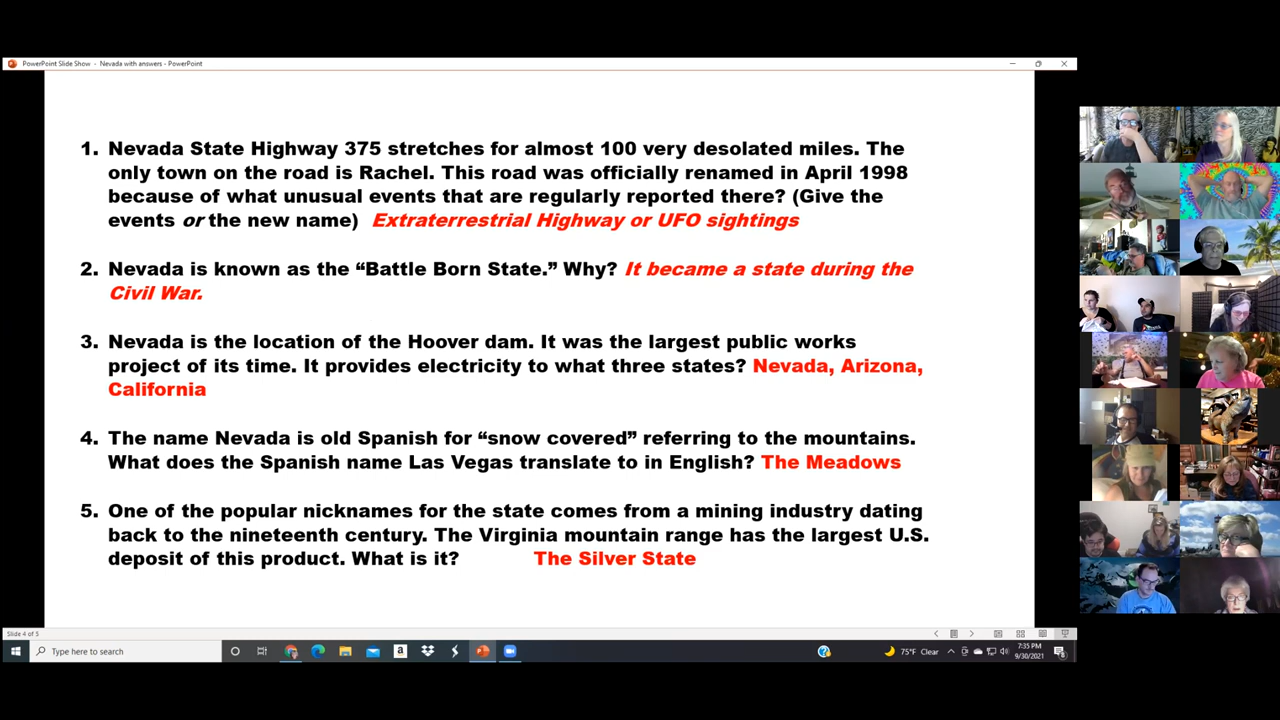 PowerPoint Slide Show - Nevada with answers - PowerPoint
1. Nevada State Highway 375 stretches for almost 100 very desolated miles. The
only town on the road is Rachel. This road was officially renamed in April 1998
because of what unusual events that are regularly reported there? (Give the
events or the new name) Extraterrestrial Highway or UFO sightings
2. Nevada is known as the “Battle Born State.” Why? It became a state during the
Civil War.
3. Nevada is the location of the Hoover dam. It was the largest public works
project of its time. It provides electricity to what three states? Nevada, Arizona,
California
4. The name Nevada is old Spanish for “snow covered” referring to the mountains.
What does the Spanish name Las Vegas translate to in English? The Meadows
5. One of the popular nicknames for the state comes from a mining industry dating
back to the nineteenth century. The Virginia mountain range has the largest U.S.
deposit of this product. What is it? The Silver State
Slide 4 of 5
Type here to search
75°F Clear
7:35 PM
9/30/2021